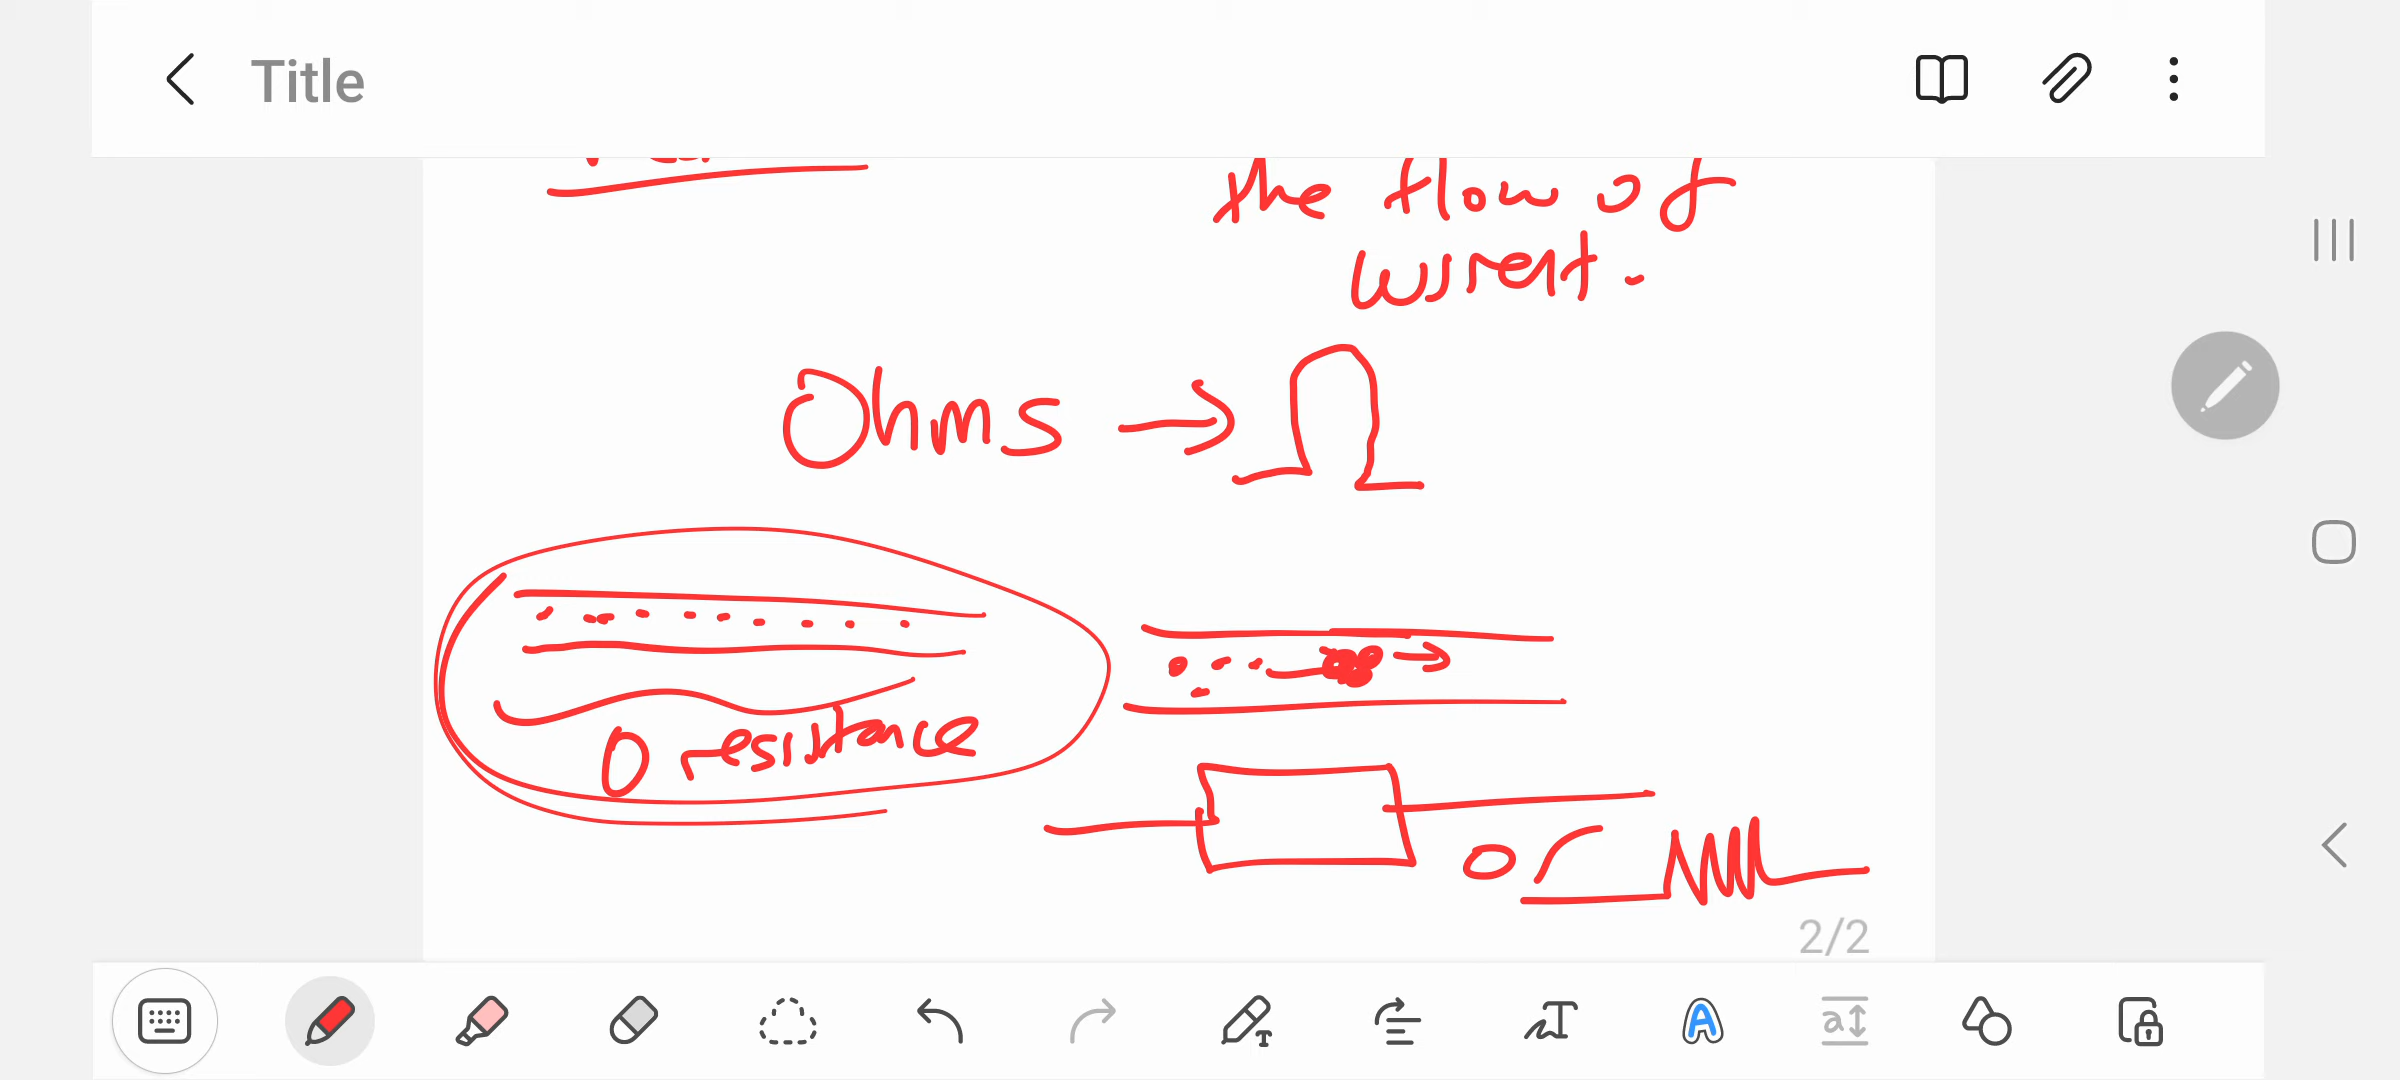 Title
the flow of
current.
Ohms → Ω
0 resistance
or
2/2